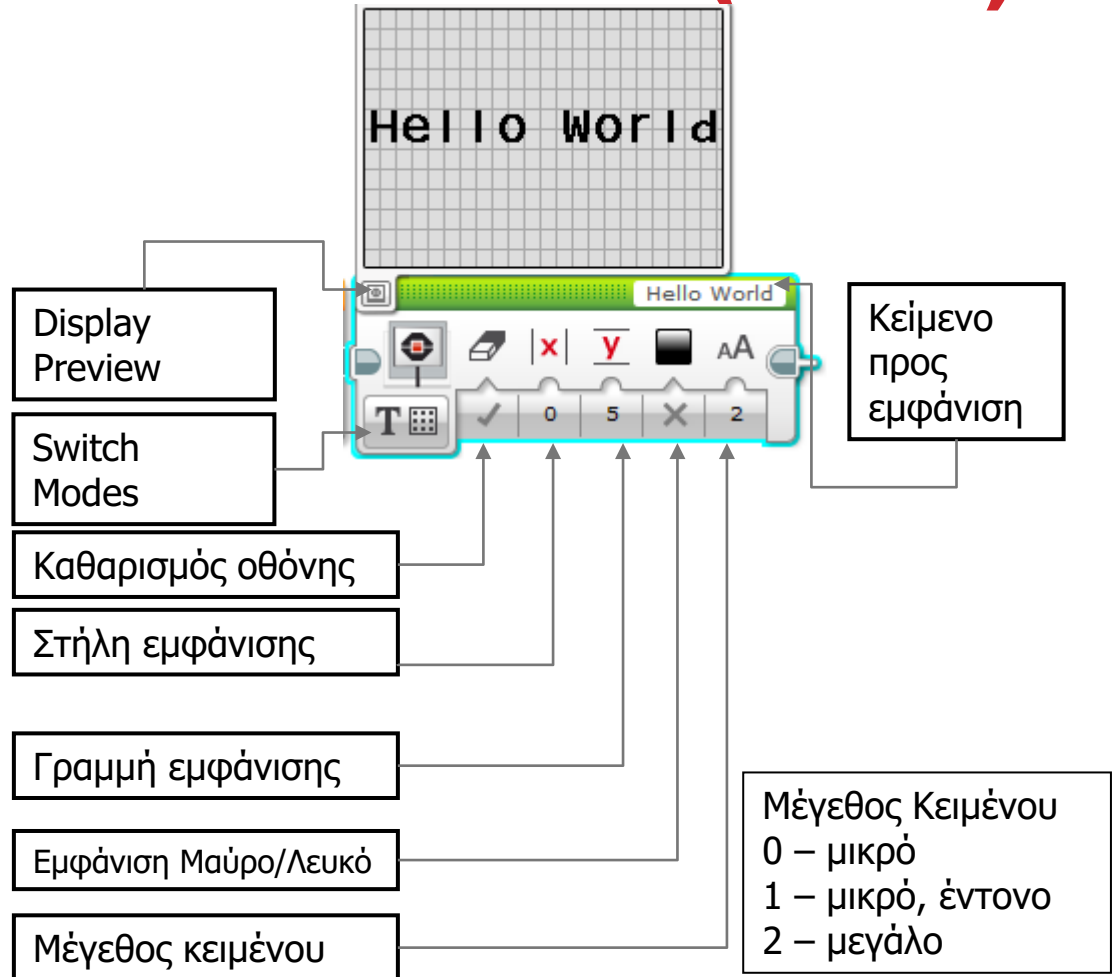 Hello World
Hello World
Display
Preview
Κείμενο
προς
εμφάνιση
x y AA
T 0 5 2
Switch
Modes
Καθαρισμός οθόνης
Στήλη εμφάνισης
Γραμμή εμφάνισης
Εμφάνιση Μαύρο/Λευκό
Μέγεθος κειμένου
Μέγεθος Κειμένου
0 – μικρό
1 – μικρό, έντονο
2 – μεγάλο